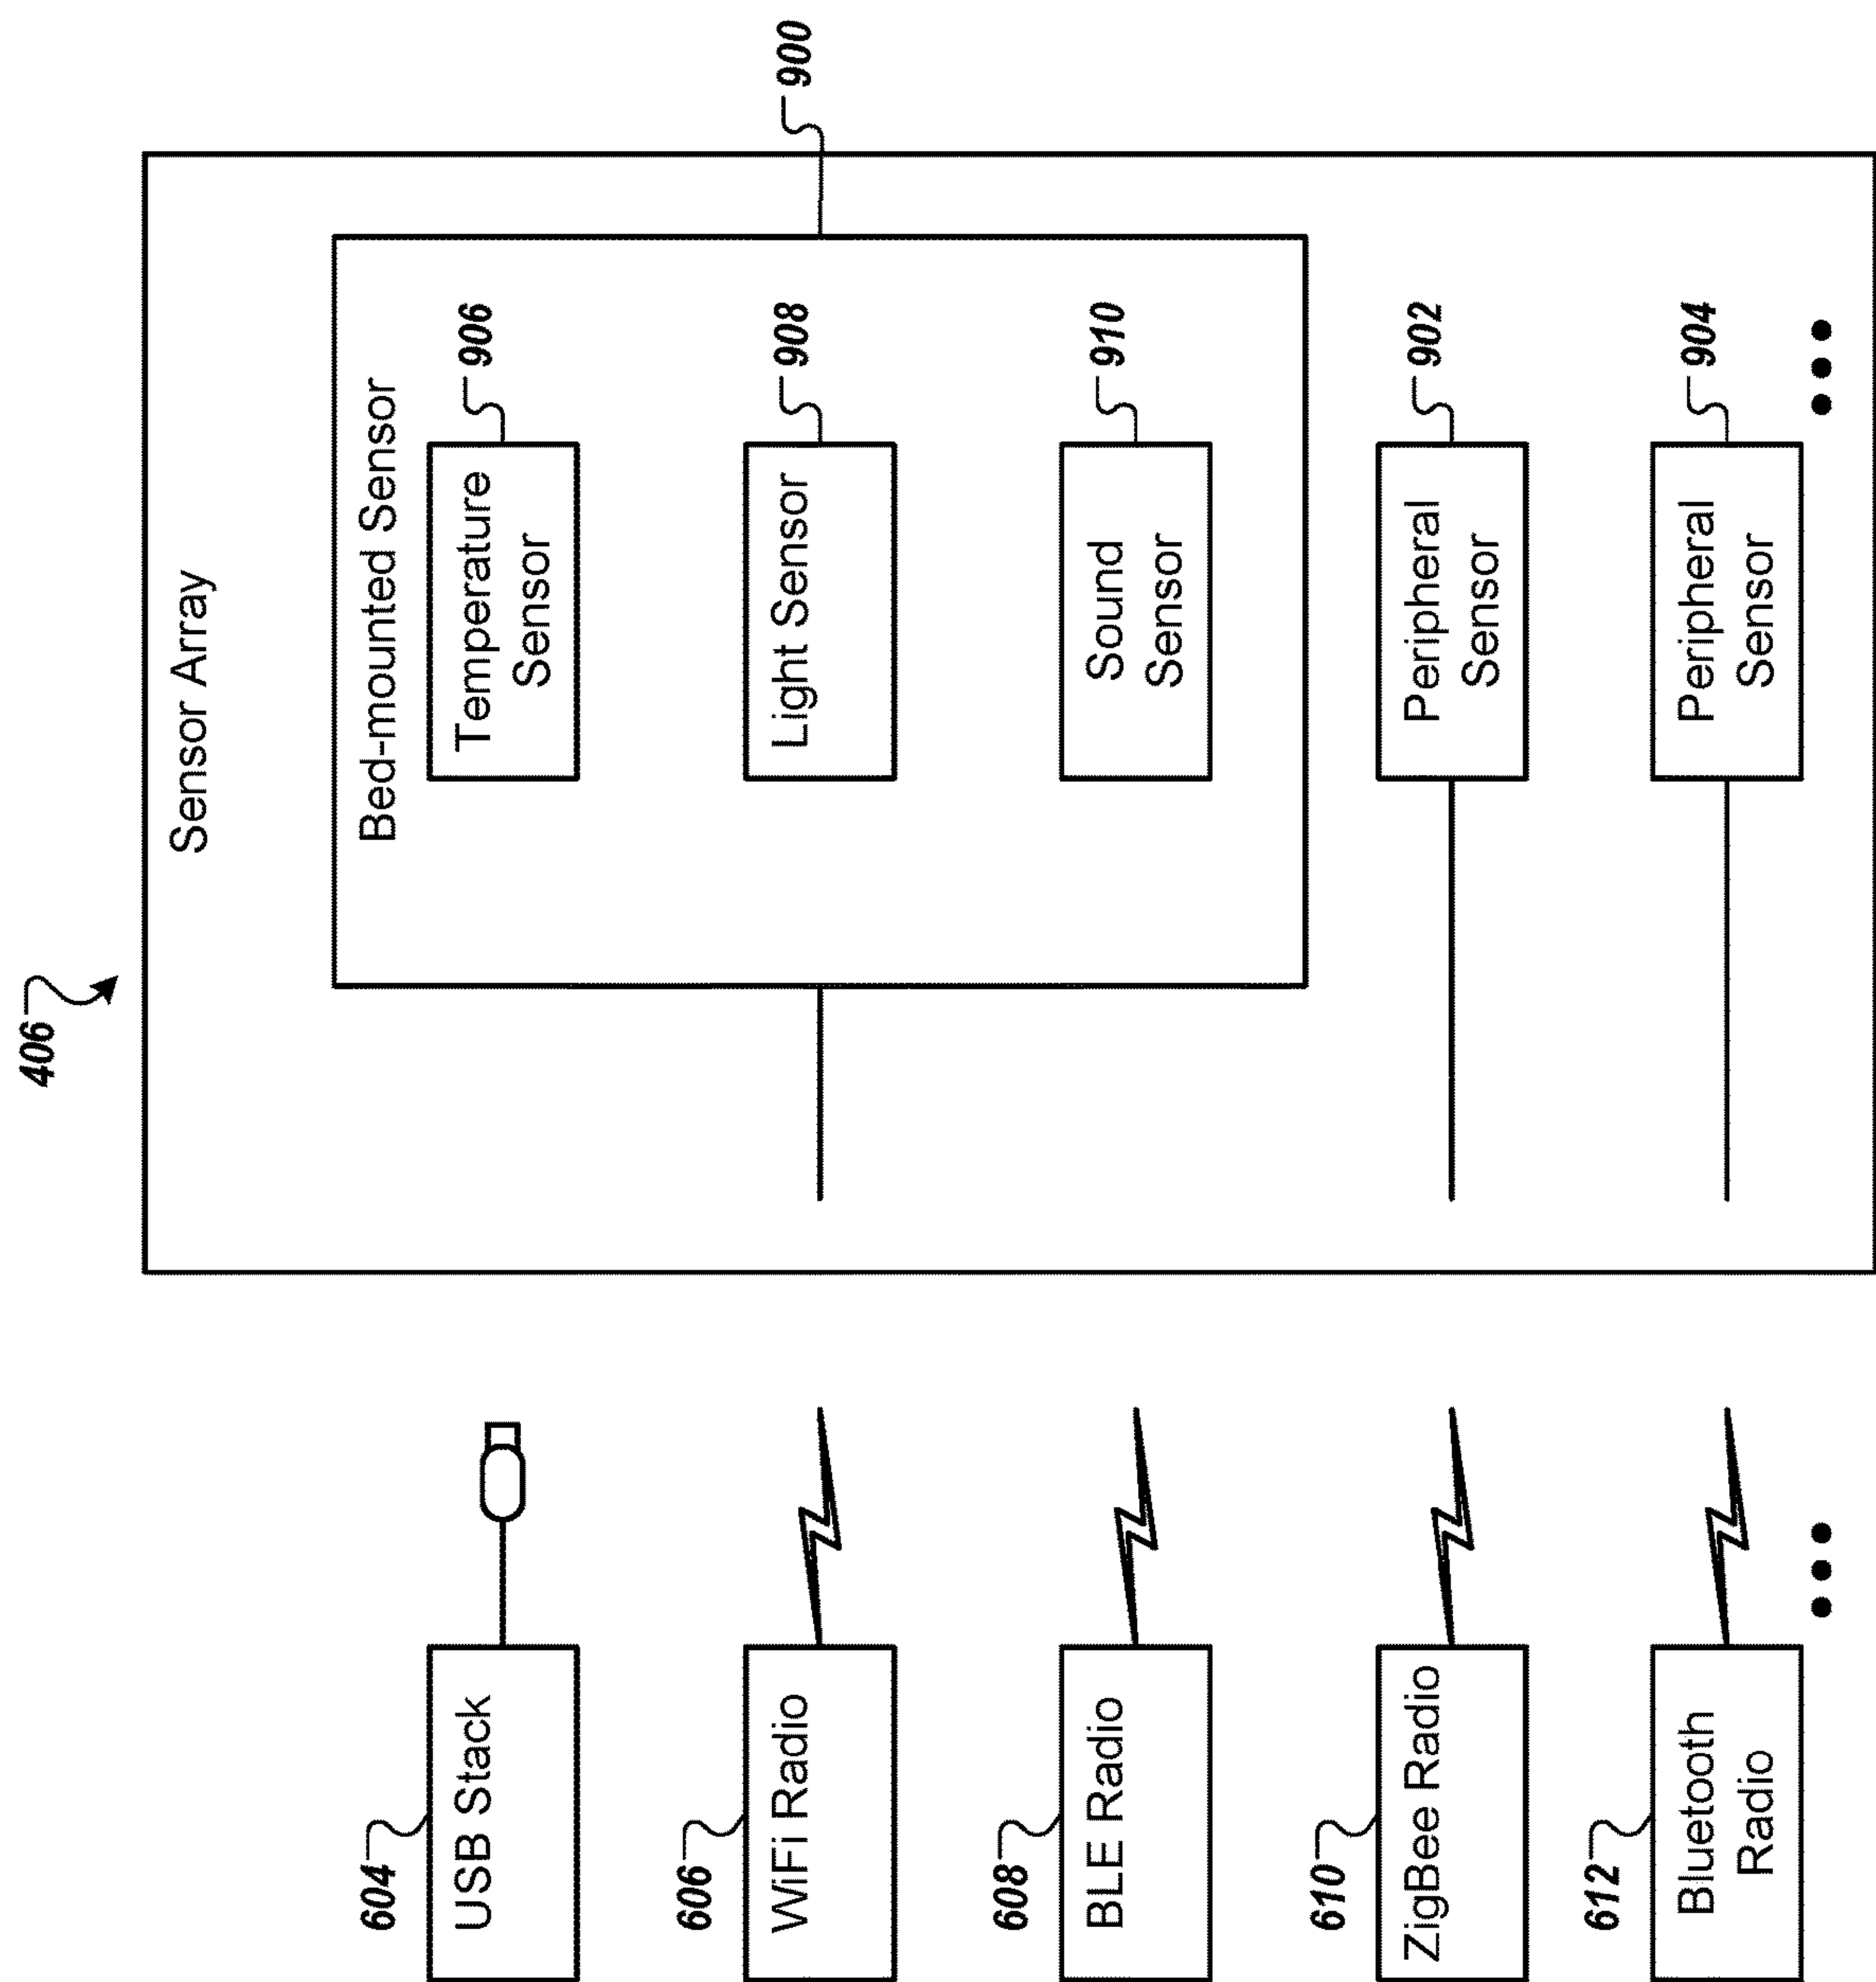 406
Sensor Array
Bed-mounted Sensor
900
604
USB Stack
Temperature
Sensor
906
606
WiFi Radio
Light Sensor
908
608
BLE Radio
Sound
Sensor
910
610
ZigBee Radio
Peripheral
Sensor
902
612
Bluetooth
Radio
Peripheral
Sensor
904